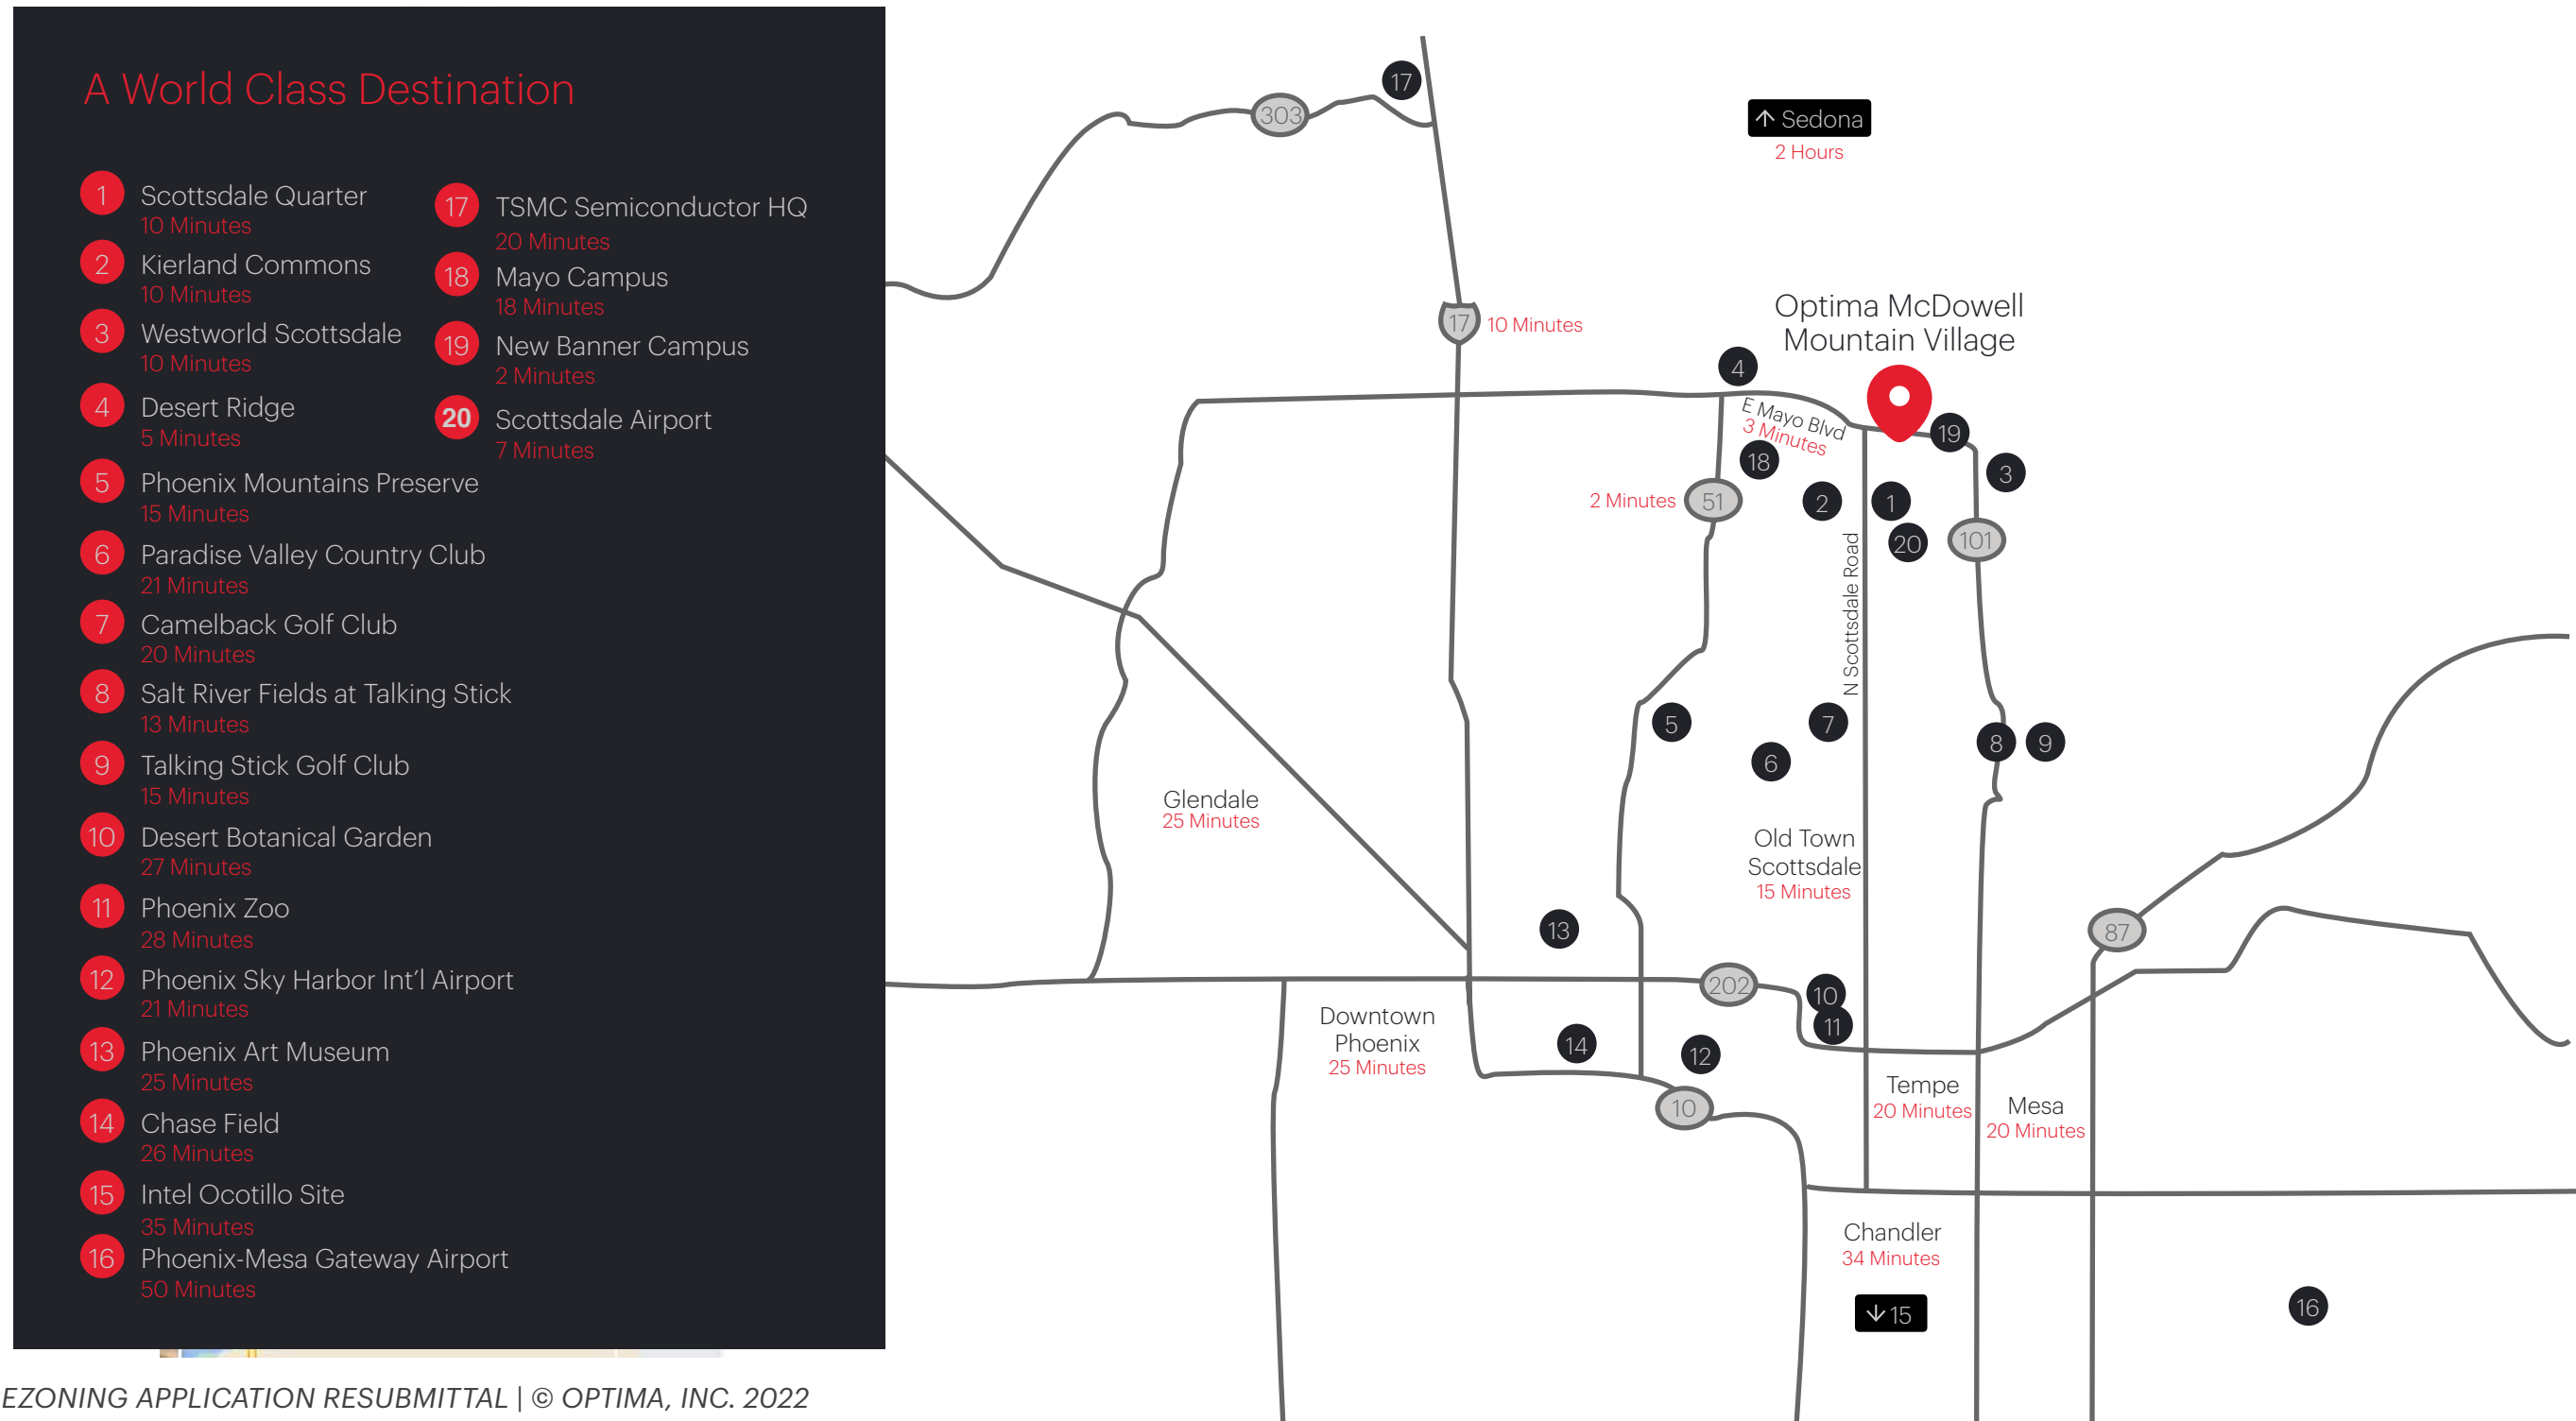 A World Class Destination
1 Scottsdale Quarter
10 Minutes
2 Kierland Commons
10 Minutes
3 Westworld Scottsdale
10 Minutes
4 Desert Ridge
5 Minutes
5 Phoenix Mountains Preserve
15 Minutes
6 Paradise Valley Country Club
21 Minutes
7 Camelback Golf Club
20 Minutes
8 Salt River Fields at Talking Stick
13 Minutes
9 Talking Stick Golf Club
15 Minutes
10 Desert Botanical Garden
27 Minutes
11 Phoenix Zoo
28 Minutes
12 Phoenix Sky Harbor Int'l Airport
21 Minutes
13 Phoenix Art Museum
25 Minutes
14 Chase Field
26 Minutes
15 Intel Ocotillo Site
35 Minutes
16 Phoenix-Mesa Gateway Airport
50 Minutes
17 TSMC Semiconductor HQ
20 Minutes
18 Mayo Campus
18 Minutes
19 New Banner Campus
2 Minutes
20 Scottsdale Airport
7 Minutes
17
303
↑ Sedona
2 Hours
17 10 Minutes
Optima McDowell
Mountain Village
4
E Mayo Blvd
3 Minutes
19
18
3
2 Minutes 51
2
1
20
101
N Scottsdale Road
5
7
6
8
9
Glendale
25 Minutes
Old Town
Scottsdale
15 Minutes
13
87
202
10
11
Downtown
Phoenix
25 Minutes
14
12
10
Tempe
20 Minutes
Mesa
20 Minutes
Chandler
34 Minutes
↓ 15
16
EZONING APPLICATION RESUBMITTAL | © OPTIMA, INC. 2022